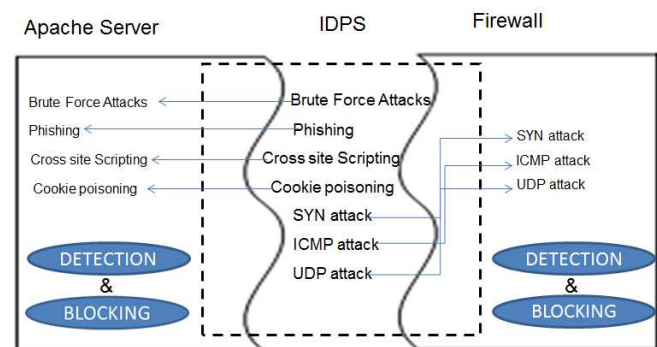 Apache Server
IDPS
Firewall
Brute Force Attacks
Phishing
Cross site Scripting
Cookie poisoning
DETECTION
&
BLOCKING
Brute Force Attacks
Phishing
Cross site Scripting
Cookie poisoning
SYN attack
ICMP attack
UDP attack
SYN attack
ICMP attack
UDP attack
DETECTION
&
BLOCKING